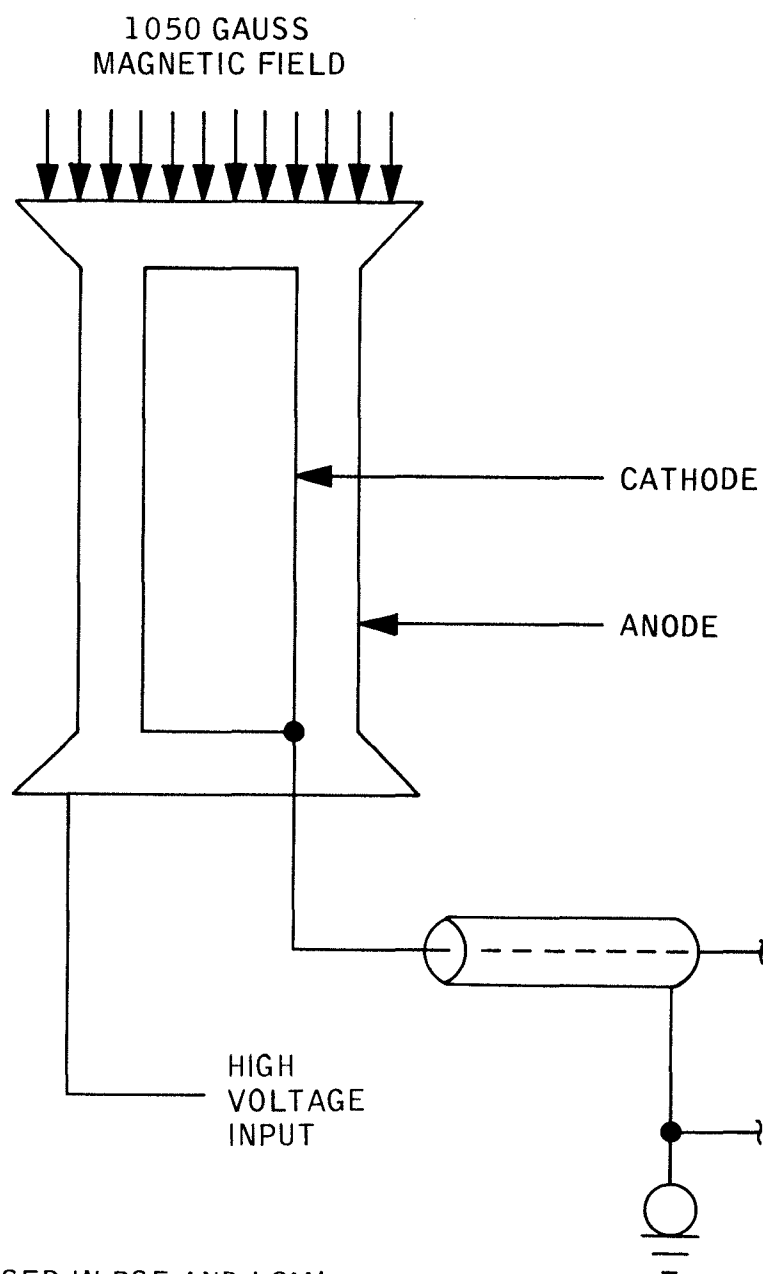 1050 GAUSS
MAGNETIC FIELD
CATHODE
ANODE
HIGH
VOLTAGE
INPUT